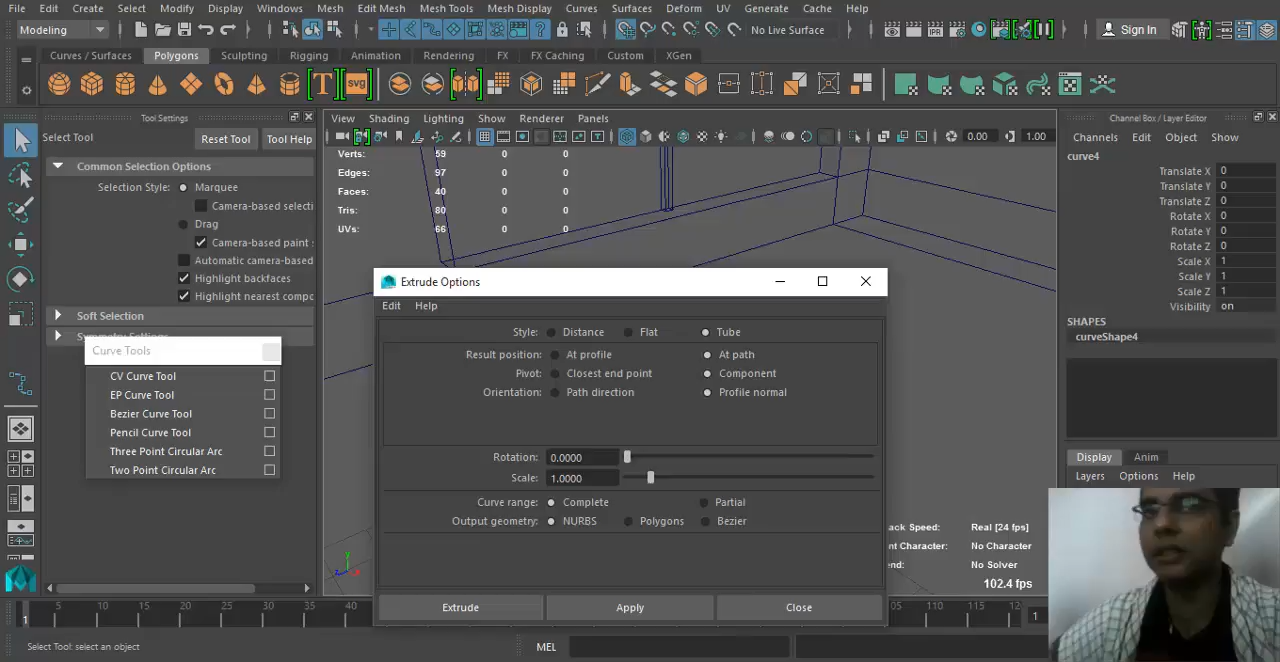 File Edit Create Select Modify Display Windows Mesh Edit Mesh Mesh Tools Mesh Display Curves Surfaces Deform UV Generate Cache Help
Modeling No Live Surface Sign In
Curves / Surfaces Polygons Sculpting Rigging Animation Rendering FX FX Caching Custom XGen
Tool Settings
Select Tool Reset Tool Tool Help
Common Selection Options
Selection Style: Marquee
Camera-based selecti
Drag
Camera-based paint
Automatic camera-based
Highlight backfaces
Highlight nearest compo
Soft Selection
Symmetry Settings
Curve Tools
CV Curve Tool
EP Curve Tool
Bezier Curve Tool
Pencil Curve Tool
Three Point Circular Arc
Two Point Circular Arc
View Shading Lighting Show Renderer Panels
0.00 1.00
Verts: 59 0 0
Edges: 97 0 0
Faces: 40 0 0
Tris: 80 0 0
UVs: 66 0 0
Extrude Options
Edit Help
Style: Distance Flat Tube
Result position: At profile At path
Pivot: Closest end point Component
Orientation: Path direction Profile normal
Rotation: 0.0000
Scale: 1.0000
Curve range: Complete Partial
Output geometry: NURBS Polygons Bezier
Extrude Apply Close
ack Speed: Real [24 fps]
nt Character: No Character
end: No Solver
102.4 fps
Channel Box / Layer Editor
Channels Edit Object Show
curve4
Translate X 0
Translate Y 0
Translate Z 0
Rotate X 0
Rotate Y 0
Rotate Z 0
Scale X 1
Scale Y 1
Scale Z 1
Visibility on
SHAPES
curveShape4
Display Anim
Layers Options Help
5 10 15 20 25 30 35 40 05 110 115 12
1 1
Select Tool: select an object MEL